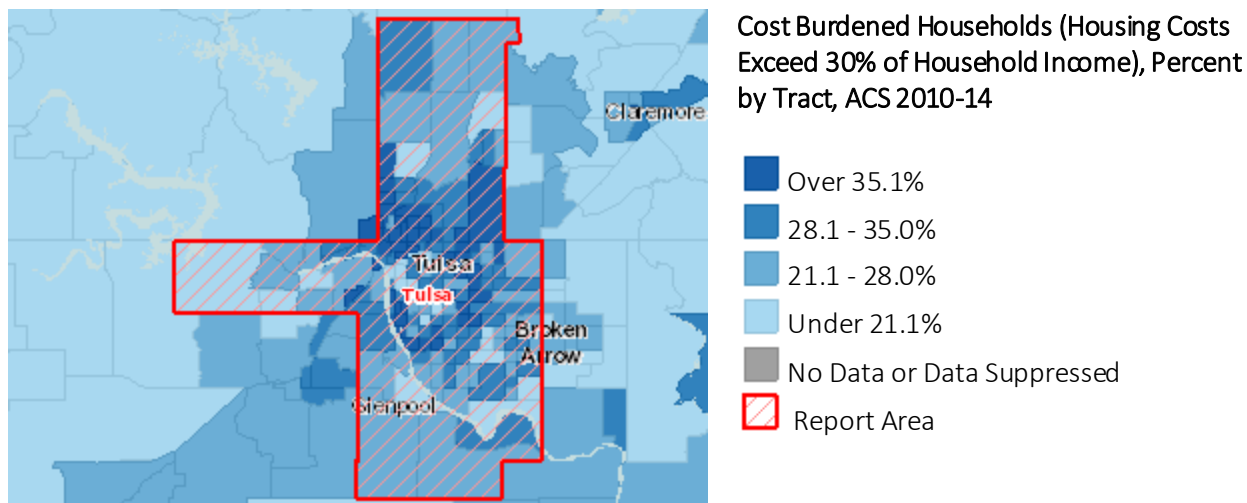 Cost Burdened Households (Housing Costs
Exceed 30% of Household Income), Percent
by Tract, ACS 2010-14
Claremore
Tulsa
Tulsa
Broken
Arrow
Glenpool
Over 35.1%
28.1 - 35.0%
21.1 - 28.0%
Under 21.1%
No Data or Data Suppressed
Report Area